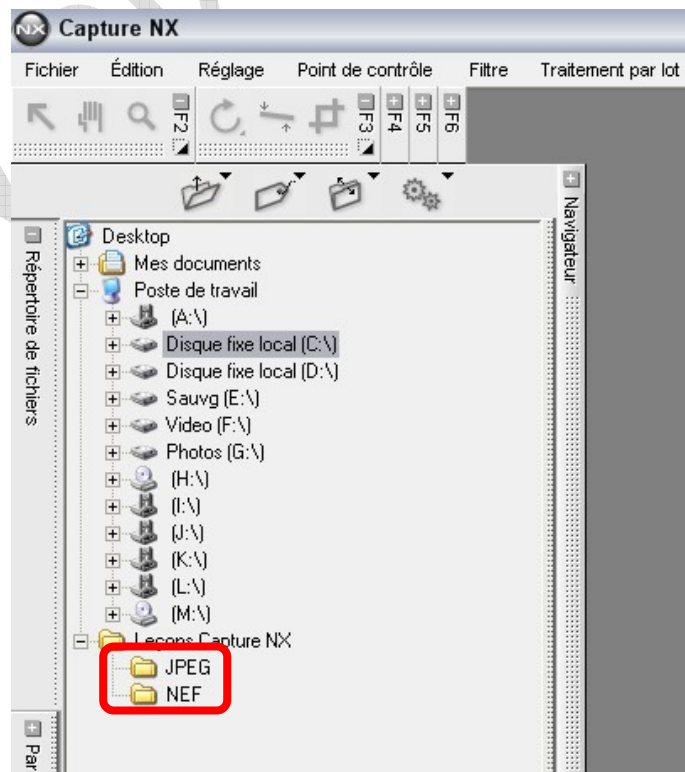 NX Capture NX
Fichier Édition Réglage Point de contrôle Filtre Traitement par lot
F2 F3 F4 F5 F6
Navigateur
Répertoire de fichiers
Desktop
Mes documents
Poste de travail
(A:\)
Disque fixe local (C:\)
Disque fixe local (D:\)
Sauvg (E:\)
Video (F:\)
Photos (G:\)
(H:\)
(I:\)
(J:\)
(K:\)
(L:\)
(M:\)
Leçons Capture NX
JPEG
NEF
Par